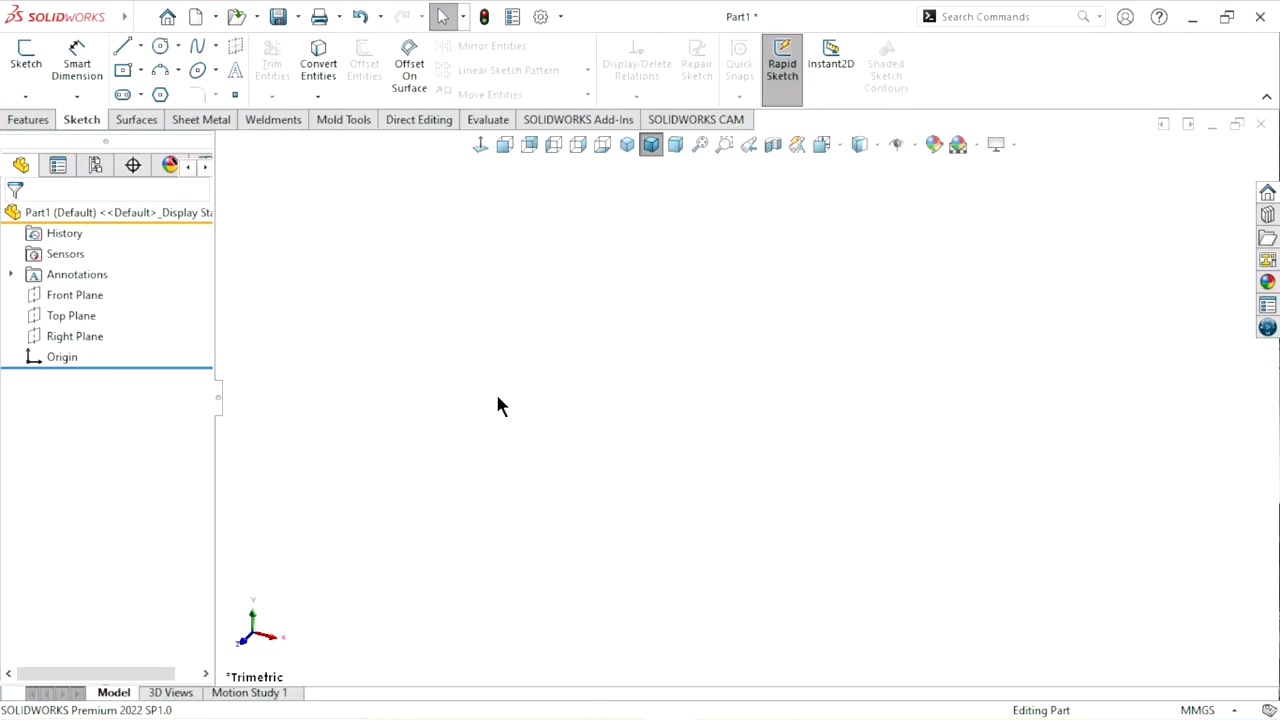 SOLIDWORKS
Part1 *
Search Commands
Sketch
Smart Dimension
Trim Entities
Convert Entities
Offset Entities
Offset On Surface
Mirror Entities
Linear Sketch Pattern
Move Entities
Display/Delete Relations
Repair Sketch
Quick Snaps
Rapid Sketch
Instant2D
Shaded Sketch Contours
Features
Sketch
Surfaces
Sheet Metal
Weldments
Mold Tools
Direct Editing
Evaluate
SOLIDWORKS Add-Ins
SOLIDWORKS CAM
Part1 (Default) <<Default>_Display Sta
History
Sensors
Annotations
Front Plane
Top Plane
Right Plane
Origin
Y
X
Z
*Trimetric
Model
3D Views
Motion Study 1
SOLIDWORKS Premium 2022 SP1.0
Editing Part
MMGS